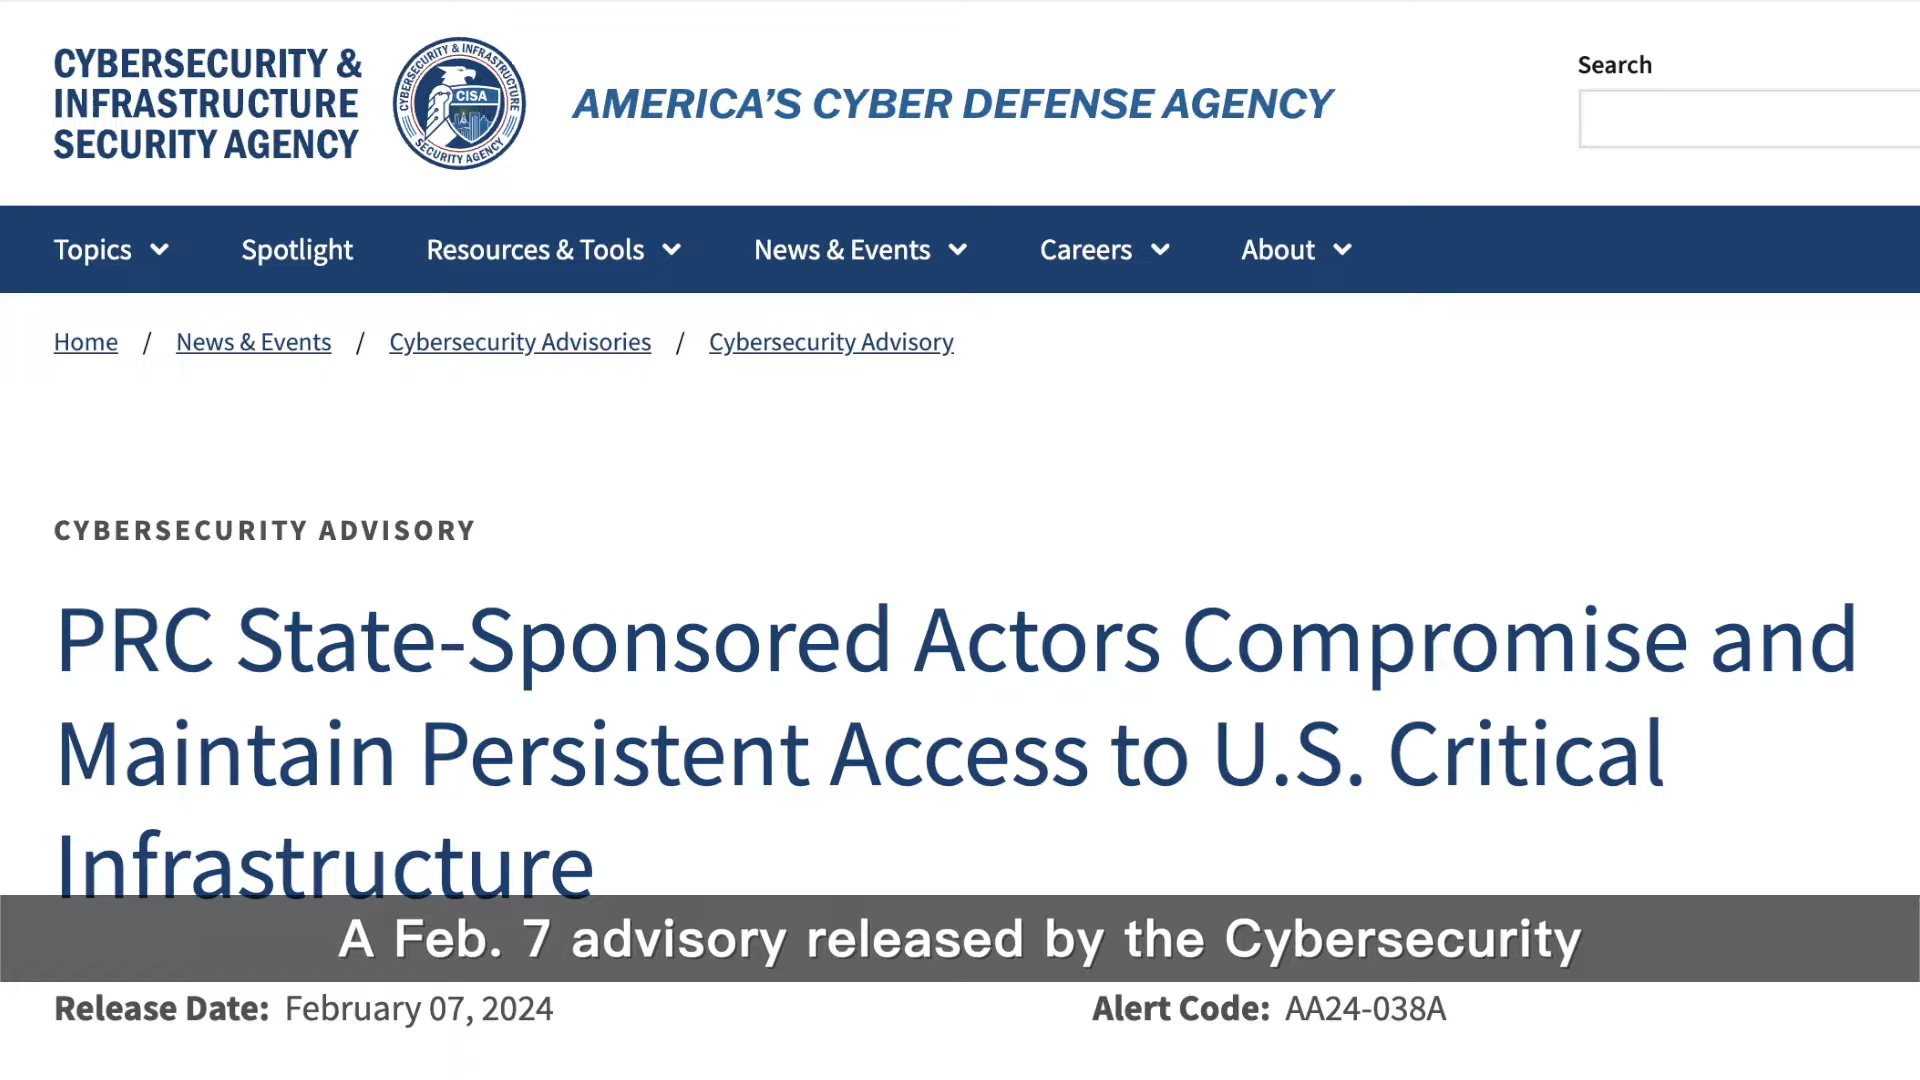 CYBERSECURITY &
INFRASTRUCTURE
SECURITY AGENCY
CYBERSECURITY & INFRASTRUCTURE
CISA
SECURITY AGENCY
AMERICA'S CYBER DEFENSE AGENCY
Search
Topics Spotlight Resources & Tools News & Events Careers About
Home / News & Events / Cybersecurity Advisories / Cybersecurity Advisory
CYBERSECURITY ADVISORY
PRC State-Sponsored Actors Compromise and
Maintain Persistent Access to U.S. Critical
Infrastructure
A Feb. 7 advisory released by the Cybersecurity
Release Date: February 07, 2024 Alert Code: AA24-038A